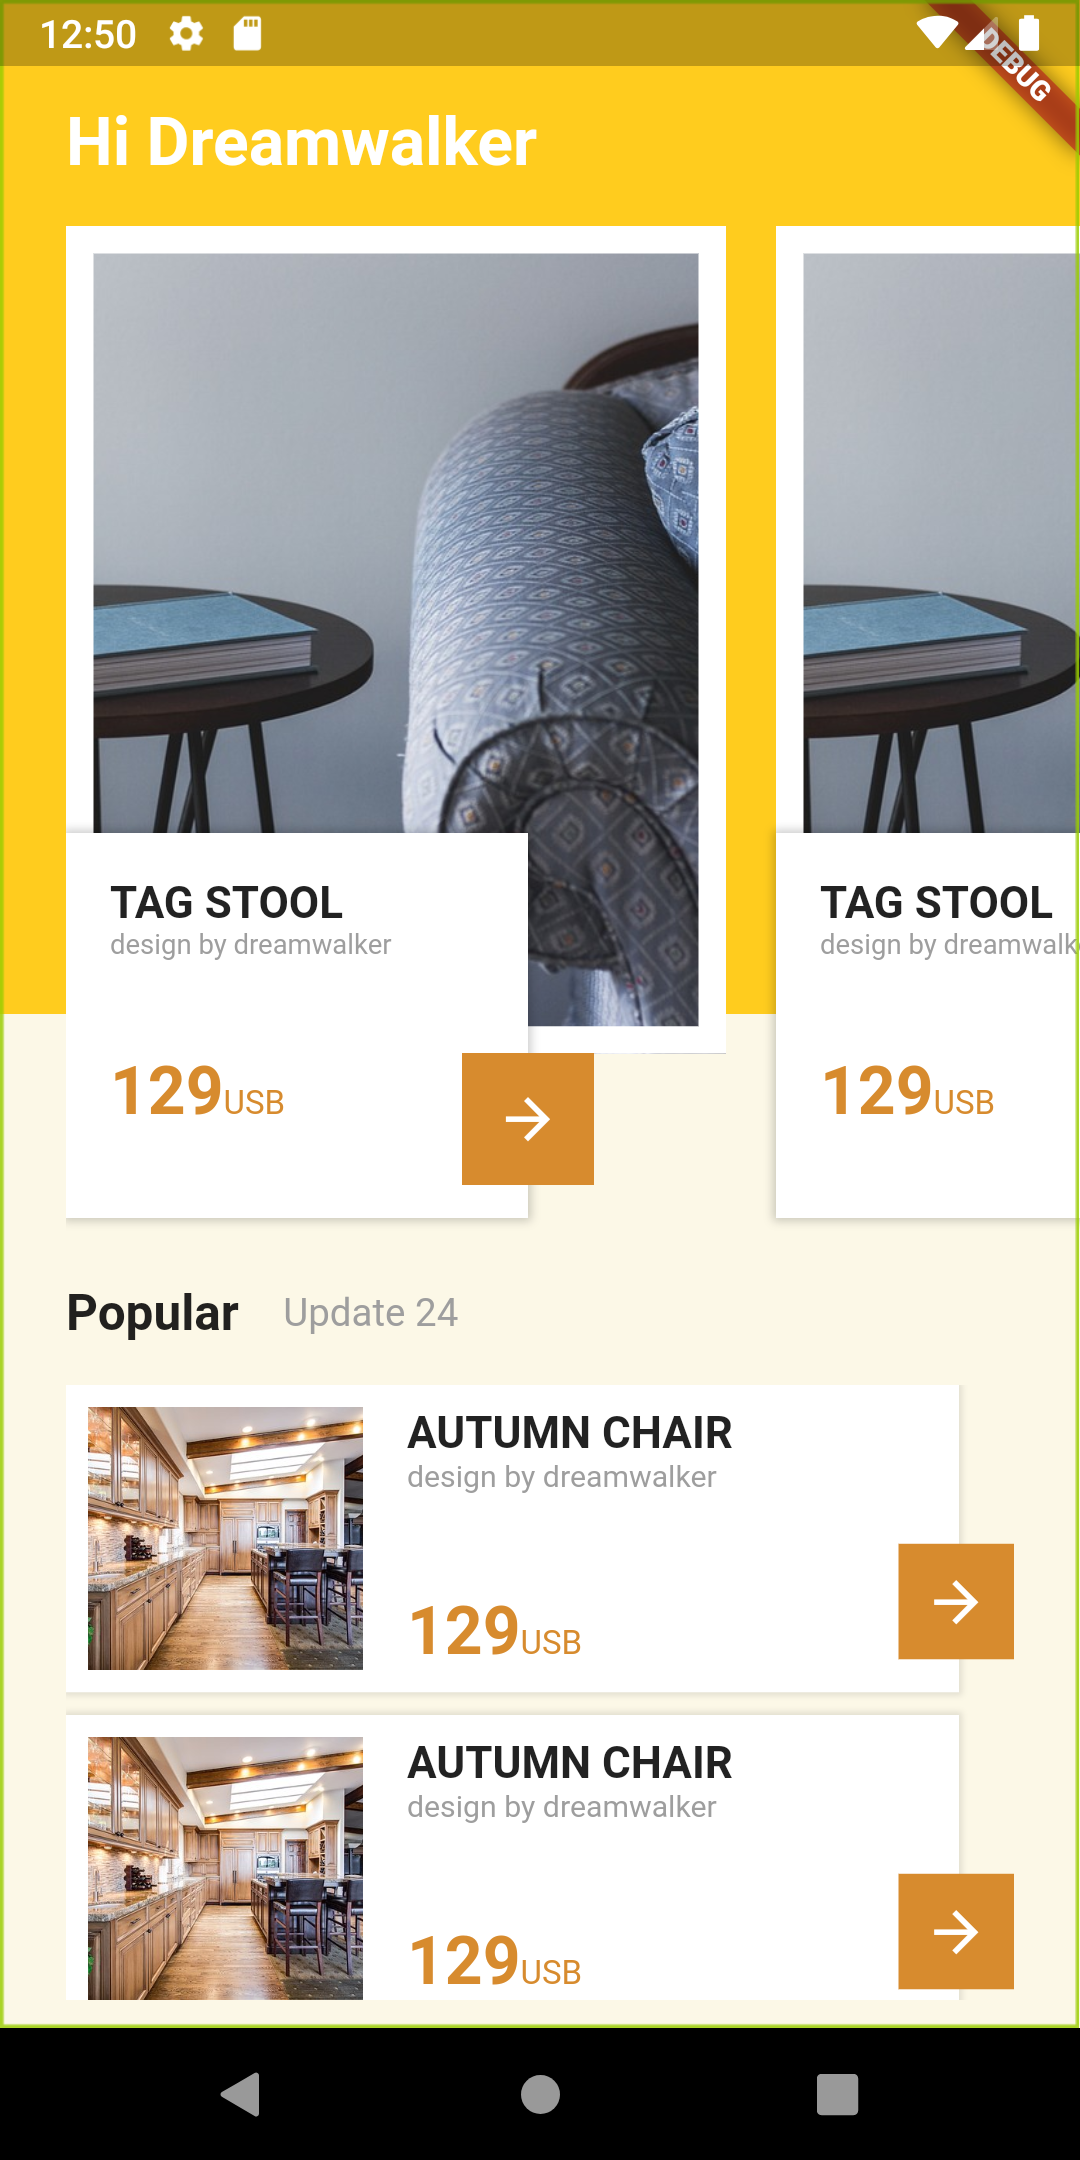 12:50
DEBUG
Hi Dreamwalker
TAG STOOL
design by dreamwalker
129USB
TAG STOOL
design by dreamwalk
129USB
Popular Update 24
AUTUMN CHAIR
design by dreamwalker
129USB
AUTUMN CHAIR
design by dreamwalker
129USB